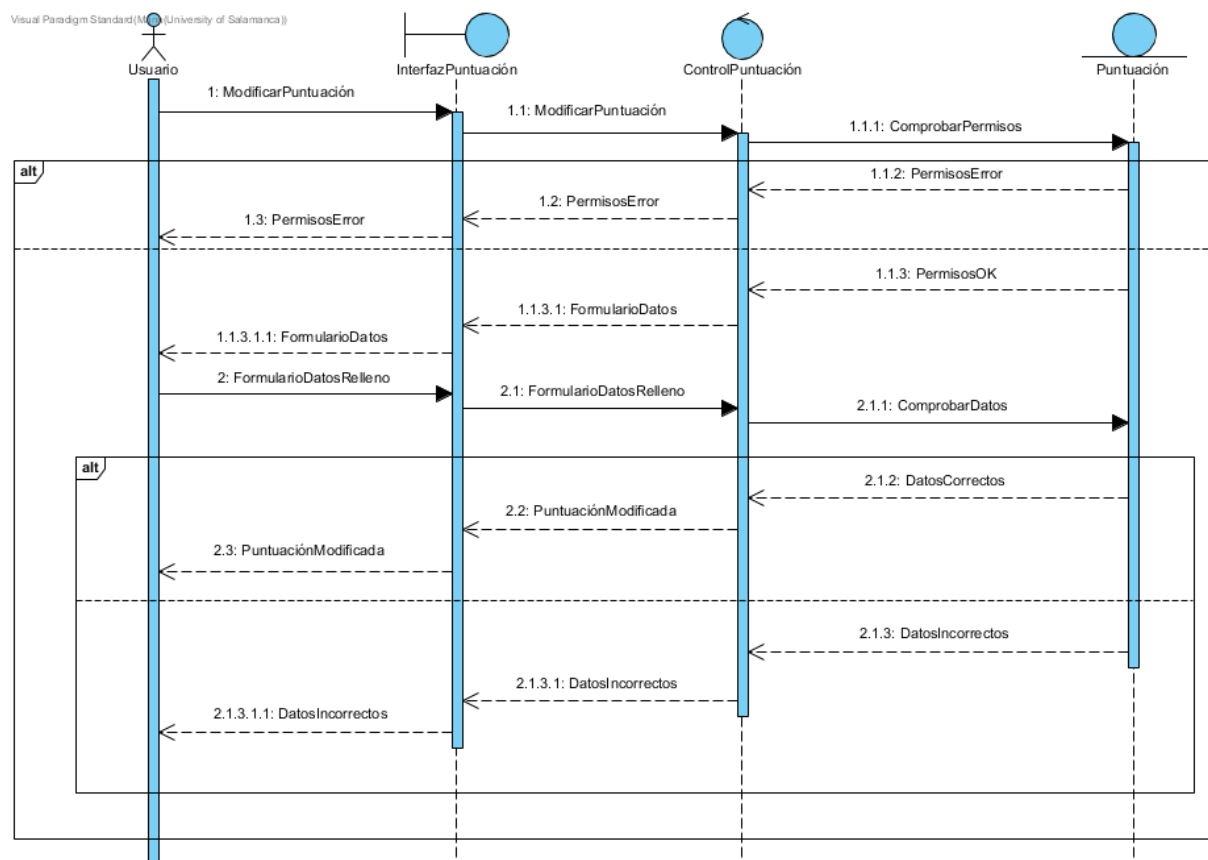 Visual Paradigm Standard(María(University of Salamanca))
Usuario
InterfazPuntuación
ControlPuntuación
Puntuación
1: ModificarPuntuación
1.1: ModificarPuntuación
1.1.1: ComprobarPermisos
alt
1.1.2: PermisosError
1.2: PermisosError
1.3: PermisosError
1.1.3: PermisosOK
1.1.3.1: FormularioDatos
1.1.3.1.1: FormularioDatos
2: FormularioDatosRelleno
2.1: FormularioDatosRelleno
2.1.1: ComprobarDatos
alt
2.1.2: DatosCorrectos
2.2: PuntuaciónModificada
2.3: PuntuaciónModificada
2.1.3: DatosIncorrectos
2.1.3.1: DatosIncorrectos
2.1.3.1.1: DatosIncorrectos